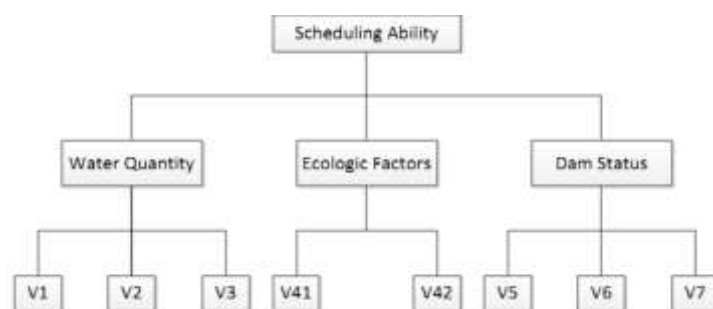 Scheduling Ability
Water Quantity
Ecologic Factors
Dam Status
V1
V2
V3
V41
V42
V5
V6
V7